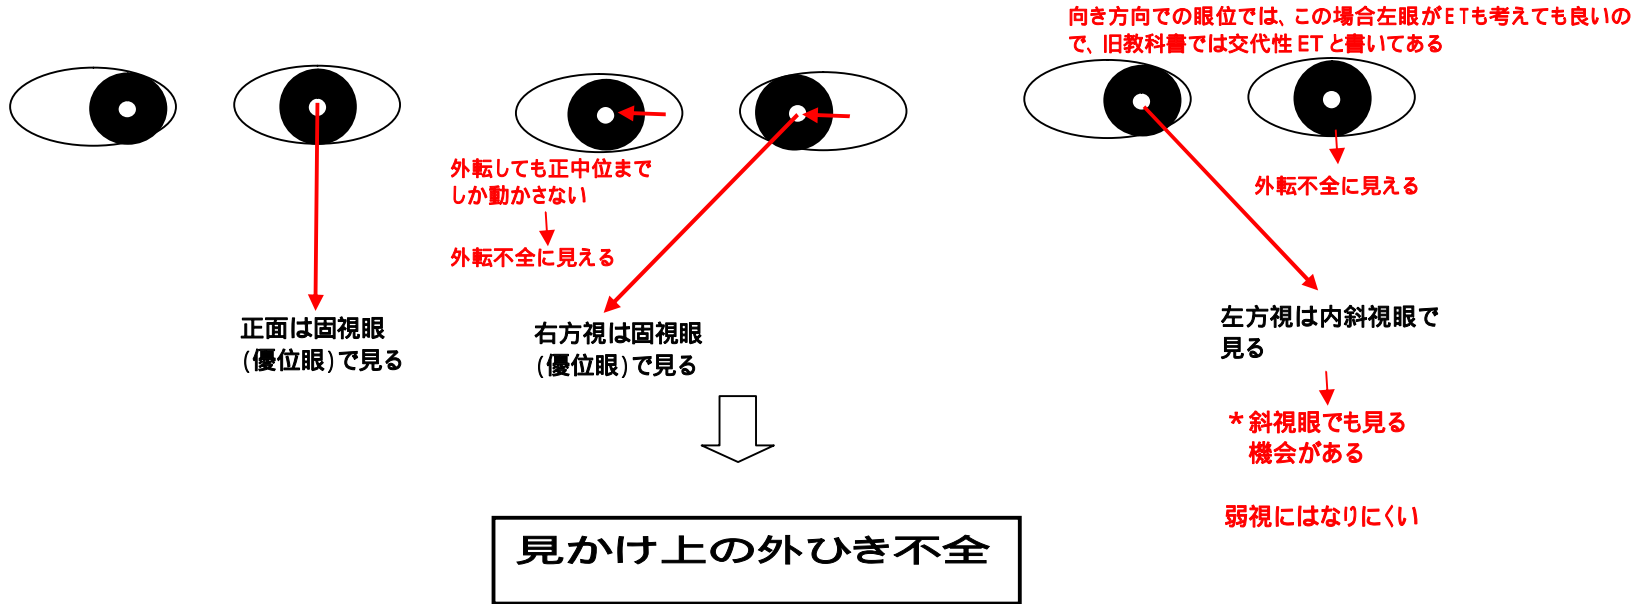 向き方向での眼位では、この場合左眼がETも考えても良いの
で、旧教科書では交代性ETと書いてある
外転しても正中位まで
しか動かさない
外転不全に見える
外転不全に見える
正面は固視眼
(優位眼)で見る
右方視は固視眼
(優位眼)で見る
左方視は内斜視眼で
見る
*斜視眼でも見る
機会がある
弱視にはなりにくい
見かけ上の外ひき不全